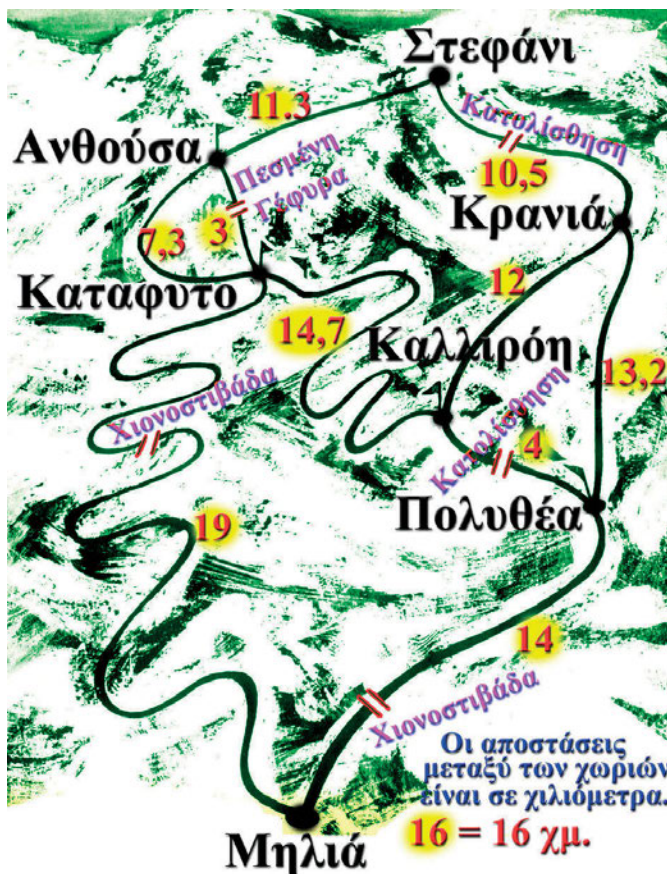 Στεφάνι
11.3
Κατολίσθηση
Ανθούσα
Πεσμένη
Γέφυρα
10,5
Κρανιά
7,3
3
Καταφυτο
12
14,7
Καλλιρόη
13,2
Χιονοστιβάδα
Κατολίσθηση
4
Πολυθέα
19
14
Χιονοστιβάδα
Οι αποστάσεις
μεταξύ των χωριών
είναι σε χιλιόμετρα.
16 = 16 χμ.
Μηλιά